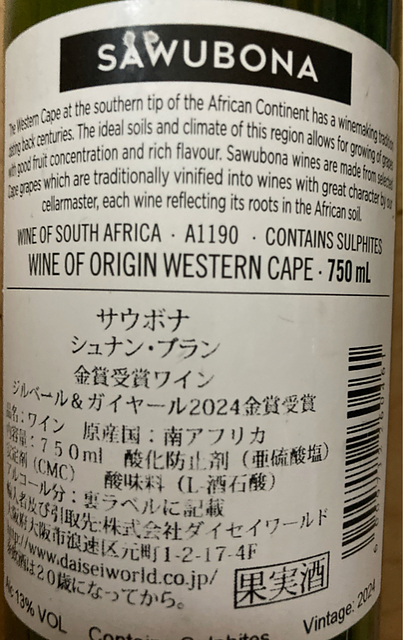 SAWUBONA
The Western Cape at the southern tip of the African Continent has a winemaking tradition
dating back centuries. The ideal soils and climate of this region allows for growing of grapes
with good fruit concentration and rich flavour. Sawubona wines are made from selected
Cape grapes which are traditionally vinified into wines with great character by our
cellarmaster, each wine reflecting its roots in the African soil.
WINE OF SOUTH AFRICA · A1190 · CONTAINS SULPHITES
WINE OF ORIGIN WESTERN CAPE · 750 mL
サウボナ
シュナン・ブラン
金賞受賞ワイン
ジルベール＆ガイヤール2024金賞受賞
品名：ワイン 原産国：南アフリカ
内容量：７５０ml 酸化防止剤（亜硫酸塩）
安定剤（CMC） 酸味料（L-酒石酸）
アルコール分：裏ラベルに記載
輸入者及び引取先：株式会社ダイセイワールド
大阪府大阪市浪速区元町1-2-17-4F
http://www.daiseiworld.co.jp/
飲酒は２０歳になってから。
果実酒
Alc 13% VOL Contains Sulphites Vintage: 2024